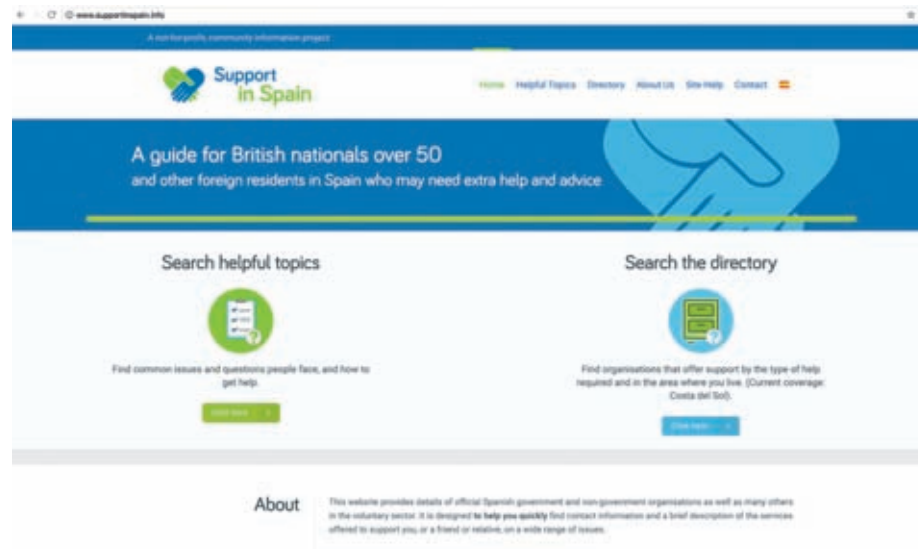 www.supportinspain.info
A not-for-profit, community information project
Support
in Spain
Home Helpful Topics Directory About Us Site Help Contact
A guide for British nationals over 50
and other foreign residents in Spain who may need extra help and advice
Search helpful topics
Search the directory
Find common issues and questions people face, and how to
get help.
Find organisations that offer support by the type of help
required and in the area where you live. (Current coverage:
Costa del Sol).
Click here
Click here
About
This website provides details of official Spanish government and non-government organisations as well as many others
in the voluntary sector. It is designed to help you quickly find contact information and a brief description of the services
offered to support you, or a friend or relative, on a wide range of issues.